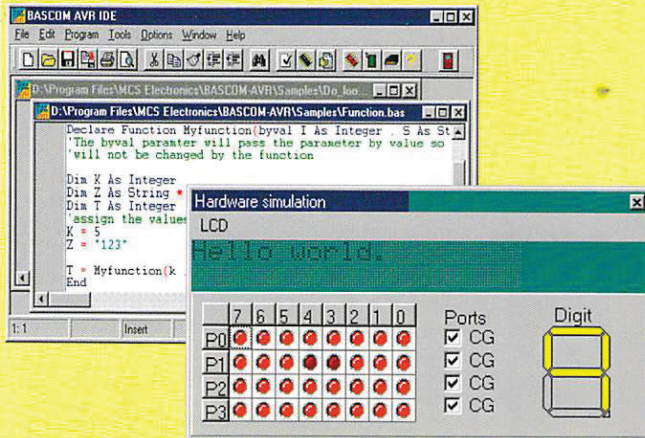 BASCOM AVR IDE
File Edit Program Tools Options Window Help
D:\Program Files\MCS Electronics\BASCOM-AVR\Samples\Do_loo...
D:\Program Files\MCS Electronics\BASCOM-AVR\Samples\Function.bas
Declare Function Myfunction(byval I As Integer , S As St
'The byval paramter will pass the parameter by value so
'will not be changed by the function
Dim K As Integer
Dim Z As String *
Dim T As Integer
'assign the values
K = 5
Z = "123"
T = Myfunction(k
End
1: 1 Insert
Hardware simulation
LCD
Hello world.
7 6 5 4 3 2 1 0 Ports Digit
P0 CG
P1 CG
P2 CG
P3 CG